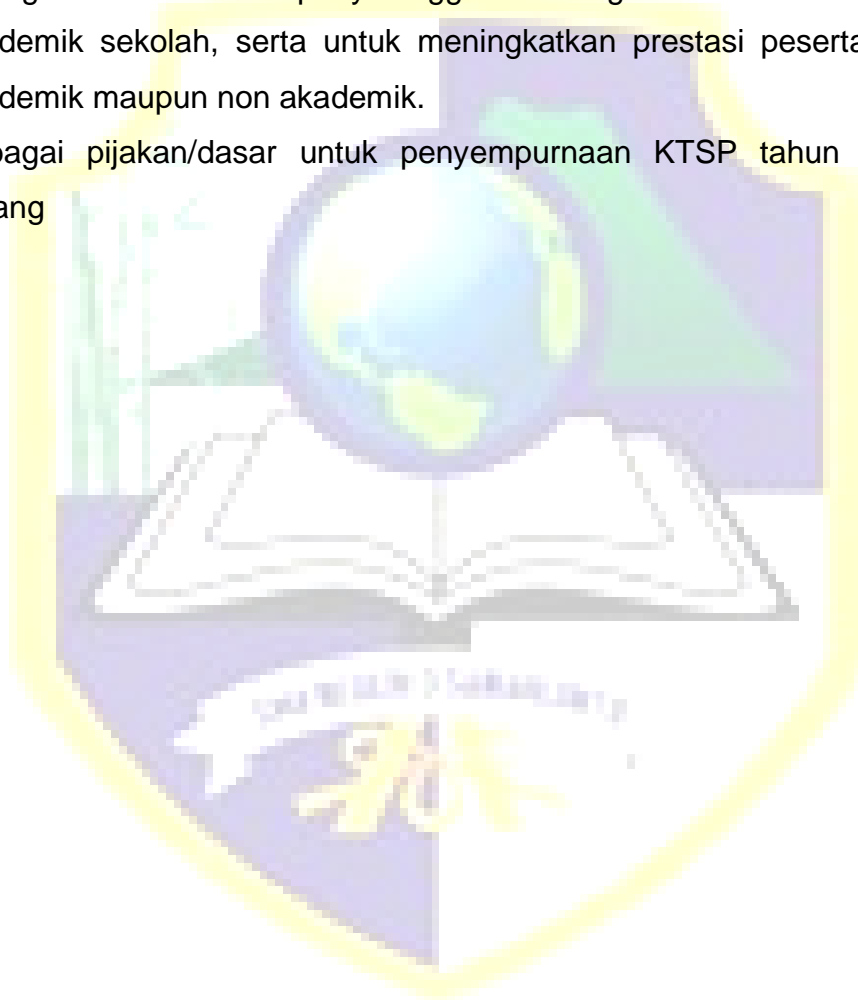 demik sekolah, serta untuk meningkatkan prestasi peserta
demik maupun non akademik.
bagai pijakan/dasar untuk penyempurnaan KTSP tahun
ang